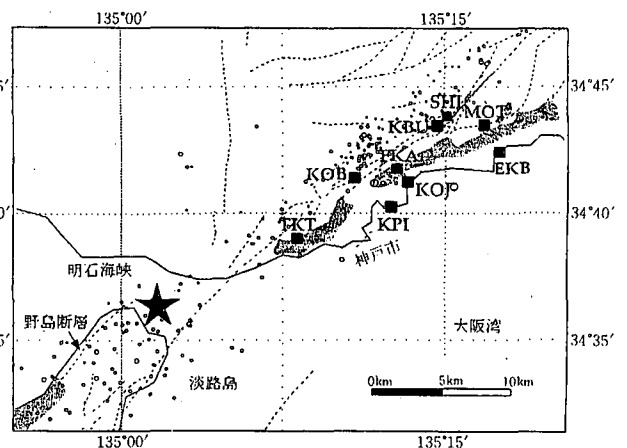 135°00′
135°15′
34°45′
SHI
MOT
KBU
TKA
EKB
KOB
KOJ
34°40′
KPI
TKT
神戸市
明石海峡
野島断層
大阪湾
34°35′
淡路島
0km
5km
10km
135°00′
135°15′